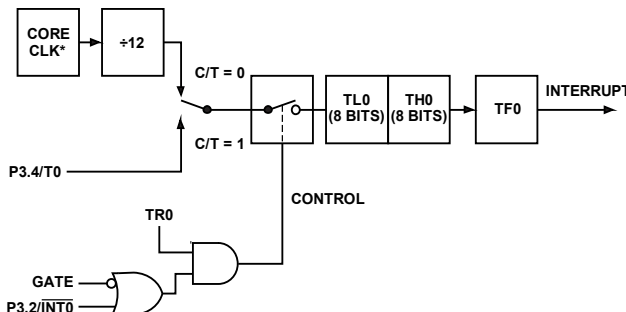 CORE
CLK*
÷12
C/T = 0
INTERRUPT
TL0
(8 BITS)
TH0
(8 BITS)
TF0
C/T = 1
P3.4/T0
CONTROL
TR0
GATE
P3.2/INT0